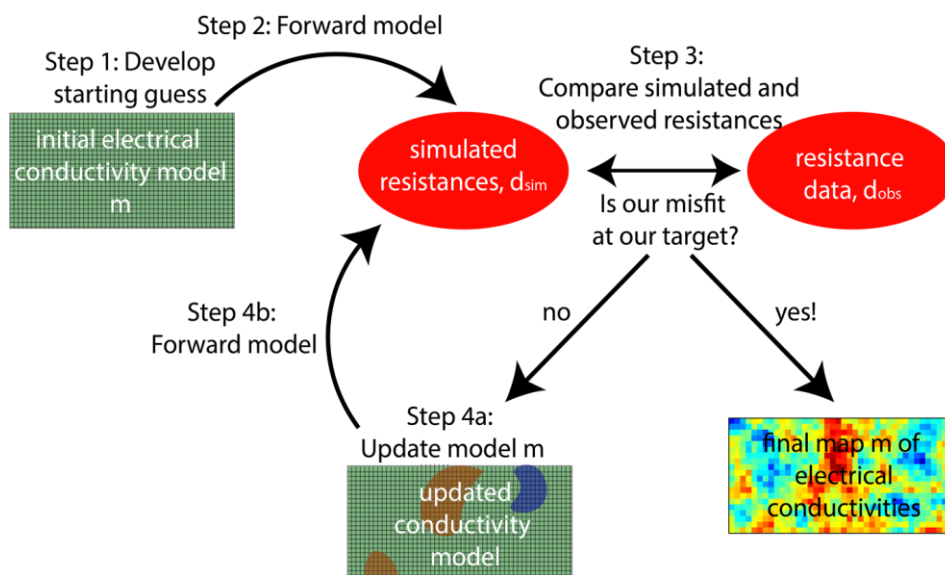 Step 2: Forward model
Step 1: Develop
starting guess
initial electrical
conductivity model
m
simulated
resistances, dsim
Step 3:
Compare simulated and
observed resistances
resistance
data, dobs
Is our misfit
at our target?
no
yes!
Step 4b:
Forward model
Step 4a:
Update model m
updated
conductivity
model
final map m of
electrical
conductivities